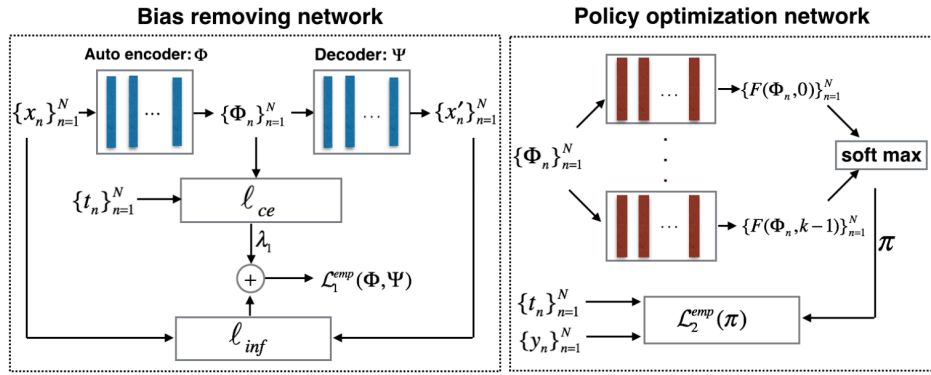 Bias removing network
Auto encoder: Φ
Decoder: Ψ
{x_n}_{n=1}^N
...
{Φ_n}_{n=1}^N
...
{x'_n}_{n=1}^N
{t_n}_{n=1}^N
ℓ_ce
λ_1
+
ℒ_1^{emp}(Φ,Ψ)
ℓ_inf
Policy optimization network
...
{F(Φ_n,0)}_{n=1}^N
{Φ_n}_{n=1}^N
soft max
...
{F(Φ_n,k−1)}_{n=1}^N
π
{t_n}_{n=1}^N
ℒ_2^{emp}(π)
{y_n}_{n=1}^N